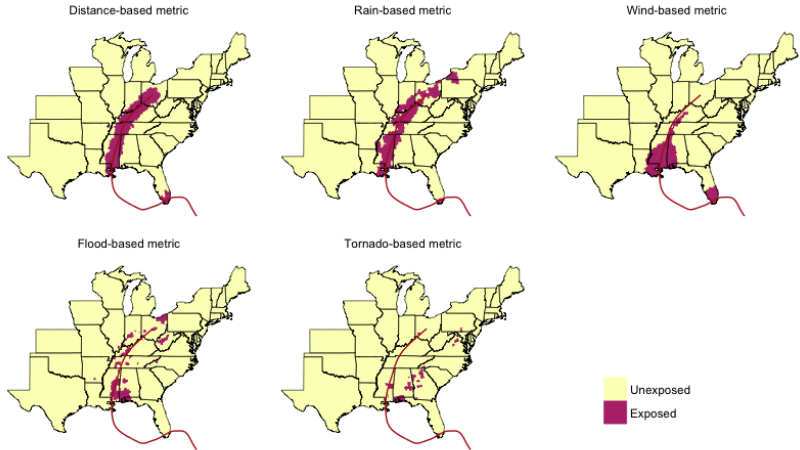 Distance-based metric
Rain-based metric
Wind-based metric
Flood-based metric
Tornado-based metric
Unexposed
Exposed